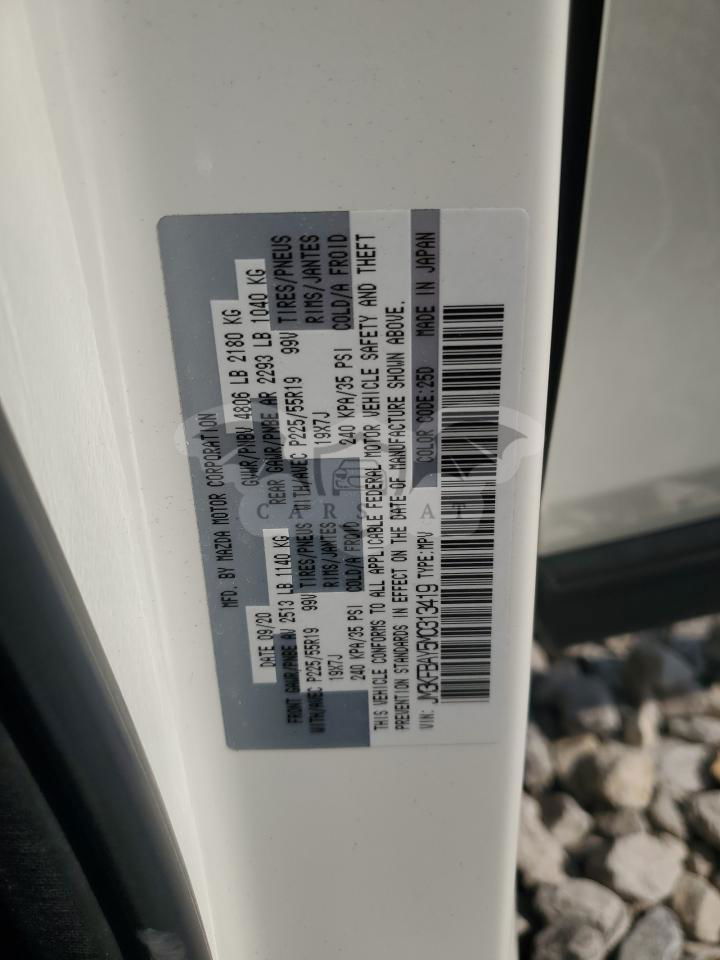 MFD. BY MAZDA MOTOR CORPORATION
09/20 GVWR/PNBV 4806 LB 2180 KG
FRONT GAWR/PNBE AV 2513 LB 1140 KG REAR GAWR/PNBE AR 2293 LB 1040 KG
WITH/AVEC P225/55R19 99V TIRES/PNEUS WITH/AVEC P225/55R19 99V TIRES/PNEUS
19X7J RIMS/JANTES 19X7J RIMS/JANTES
240 KPA/35 PSI COLD/A FROID 240 KPA/35 PSI COLD/A FROID
THIS VEHICLE CONFORMS TO ALL APPLICABLE FEDERAL MOTOR VEHICLE SAFETY AND THEFT
PREVENTION STANDARDS IN EFFECT ON THE DATE OF MANUFACTURE SHOWN ABOVE.
VIN: JM3KFBAY5M0313419 TYPE:MPV COLOR CODE:25D MADE IN JAPAN